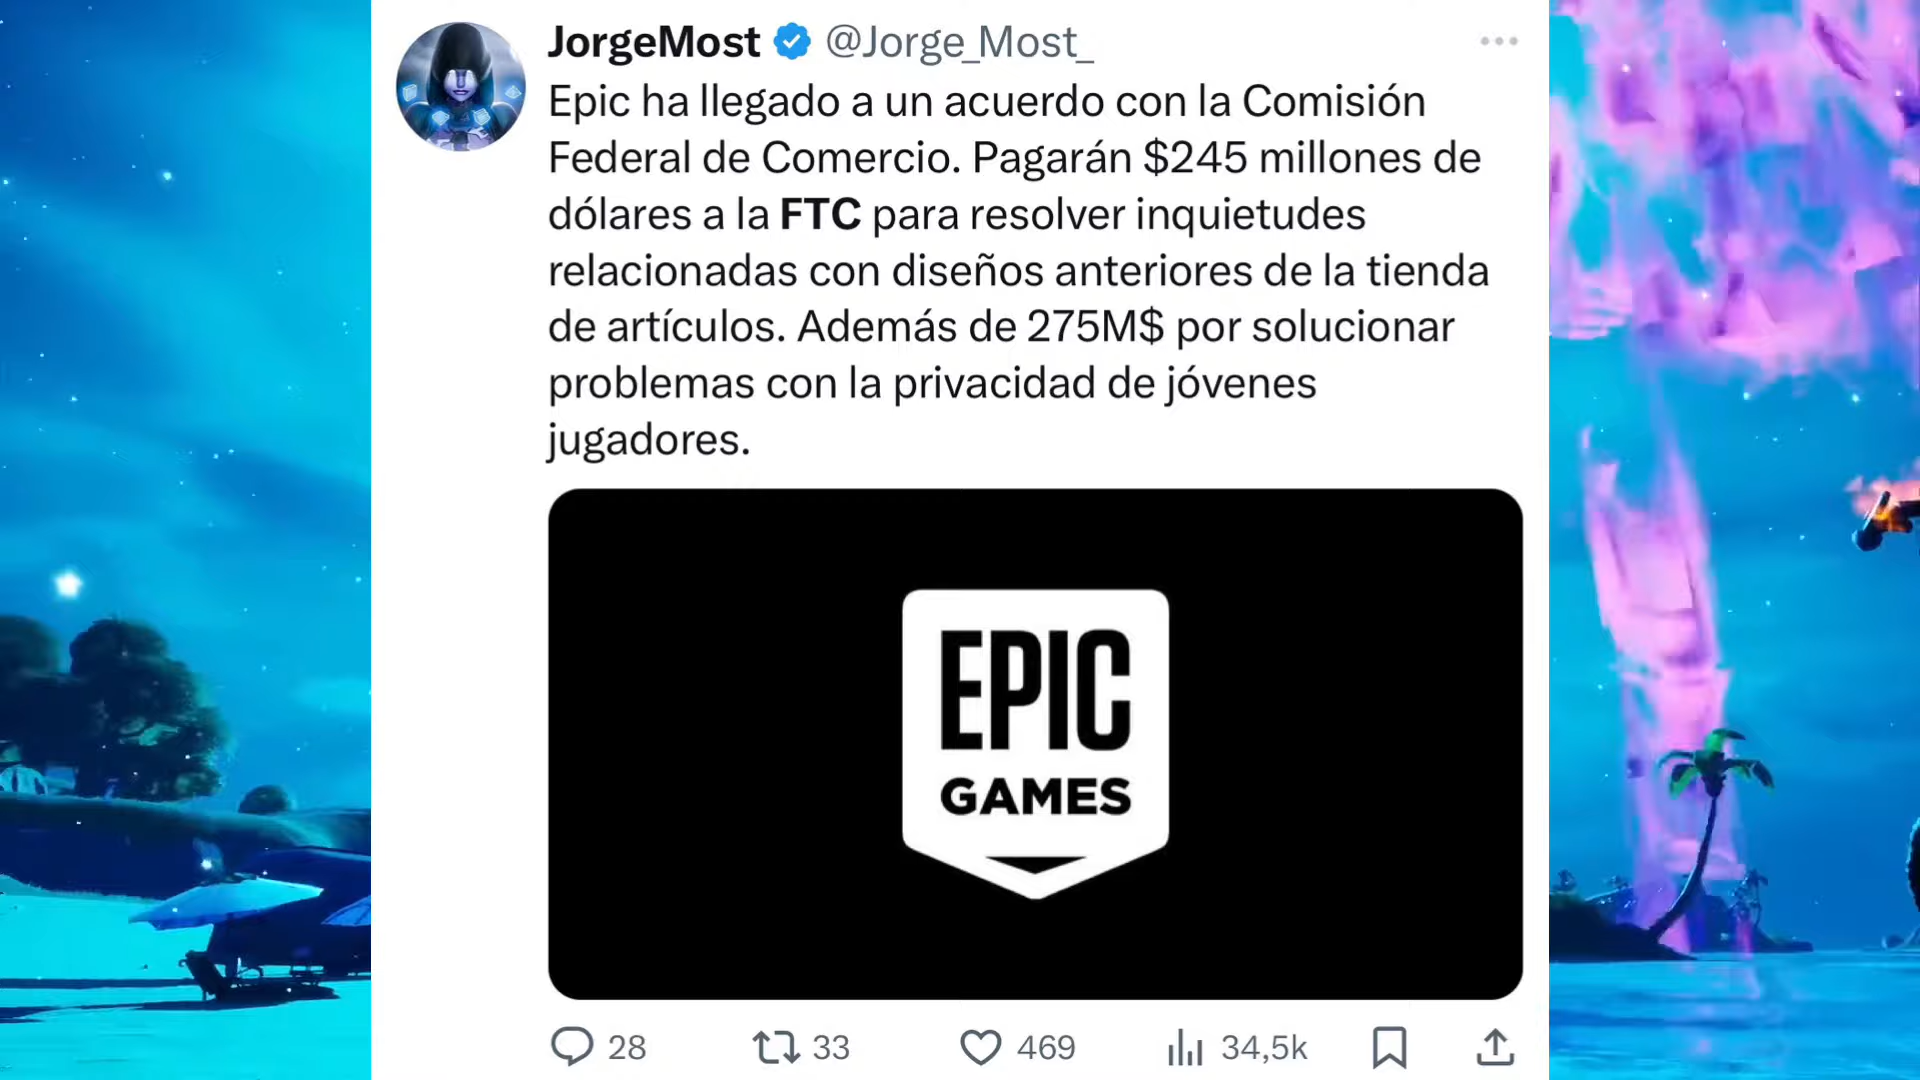 JorgeMost @Jorge_Most_
Epic ha llegado a un acuerdo con la Comisión
Federal de Comercio. Pagarán $245 millones de
dólares a la FTC para resolver inquietudes
relacionadas con diseños anteriores de la tienda
de artículos. Además de 275M$ por solucionar
problemas con la privacidad de jóvenes
jugadores.
EPIC
GAMES
28 33 469 34,5k